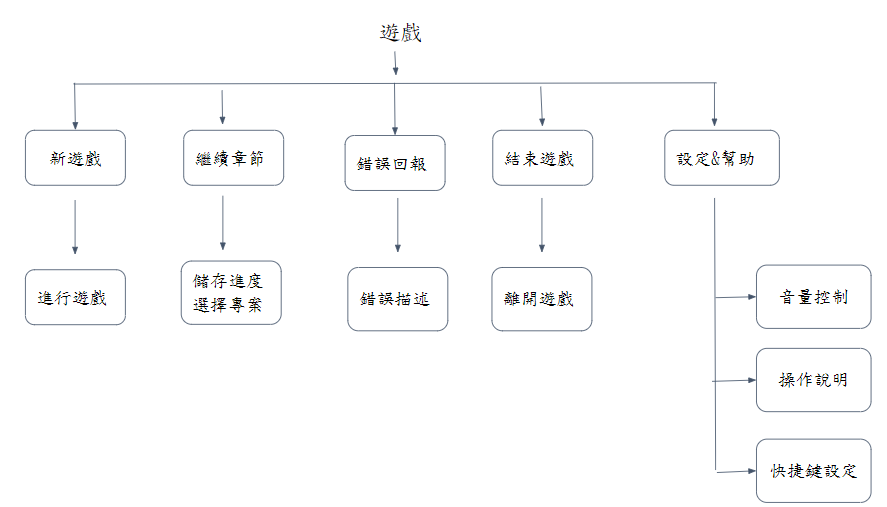 遊戲
新遊戲
繼續章節
錯誤回報
結束遊戲
設定&幫助
進行遊戲
儲存進度
選擇專案
錯誤描述
離開遊戲
音量控制
操作說明
快捷鍵設定